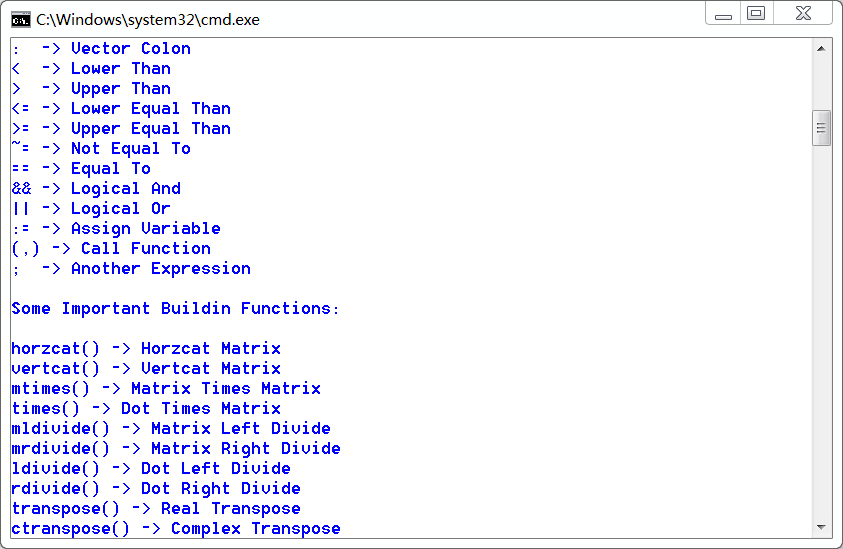 C:\Windows\system32\cmd.exe
:  -> Vector Colon
<  -> Lower Than
>  -> Upper Than
<= -> Lower Equal Than
>= -> Upper Equal Than
~= -> Not Equal To
== -> Equal To
&& -> Logical And
|| -> Logical Or
:= -> Assign Variable
(,) -> Call Function
;  -> Another Expression
Some Important Buildin Functions:
horzcat() -> Horzcat Matrix
vertcat() -> Vertcat Matrix
mtimes() -> Matrix Times Matrix
times() -> Dot Times Matrix
mldivide() -> Matrix Left Divide
mrdivide() -> Matrix Right Divide
ldivide() -> Dot Left Divide
rdivide() -> Dot Right Divide
transpose() -> Real Transpose
ctranspose() -> Complex Transpose